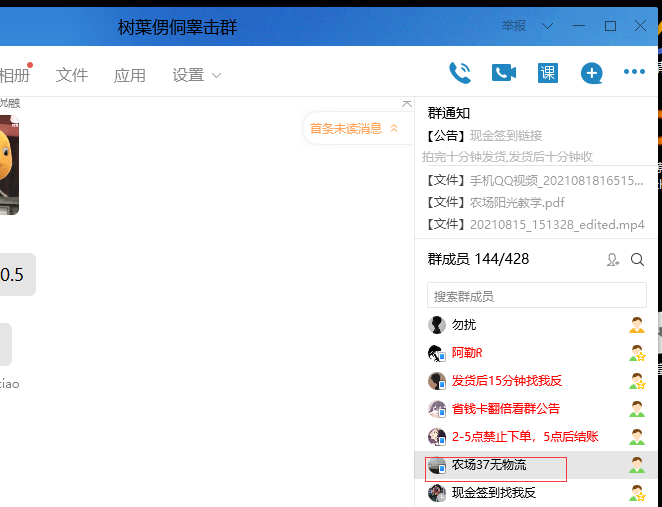 树葉侽侗睾击群
举报
相册 文件 应用 设置
课
首条未读消息
0.5
ciao
群通知
【公告】现金签到链接
拍完十分钟发货,发货后十分钟收
【文件】手机QQ视频_2021081816515...
【文件】农场阳光教学.pdf
【文件】20210815_151328_edited.mp4
群成员 144/428
搜索群成员
勿扰
阿勒R
发货后15分钟找我反
省钱卡翻倍看群公告
2-5点禁止下单，5点后结账
农场37无物流
现金签到找我反